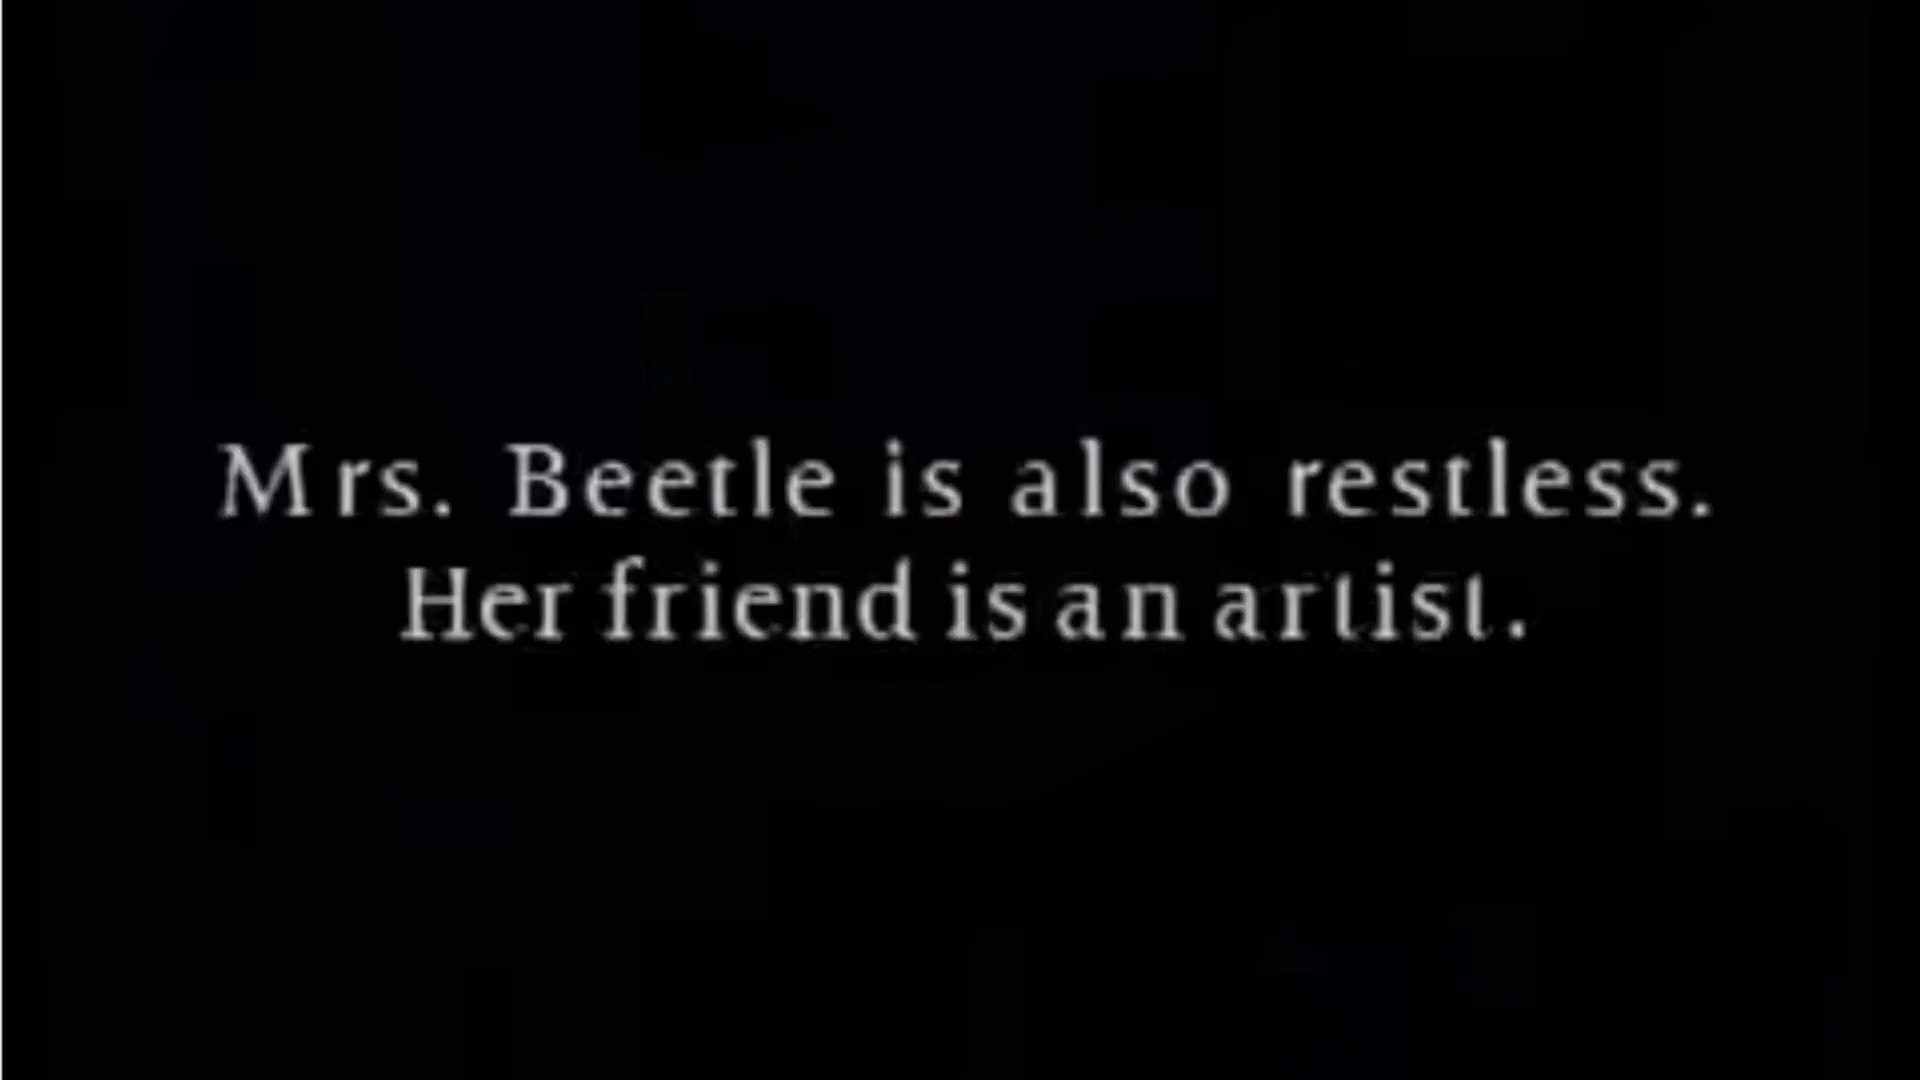 Mrs. Beetle is also restless.
Her friend is an artist.